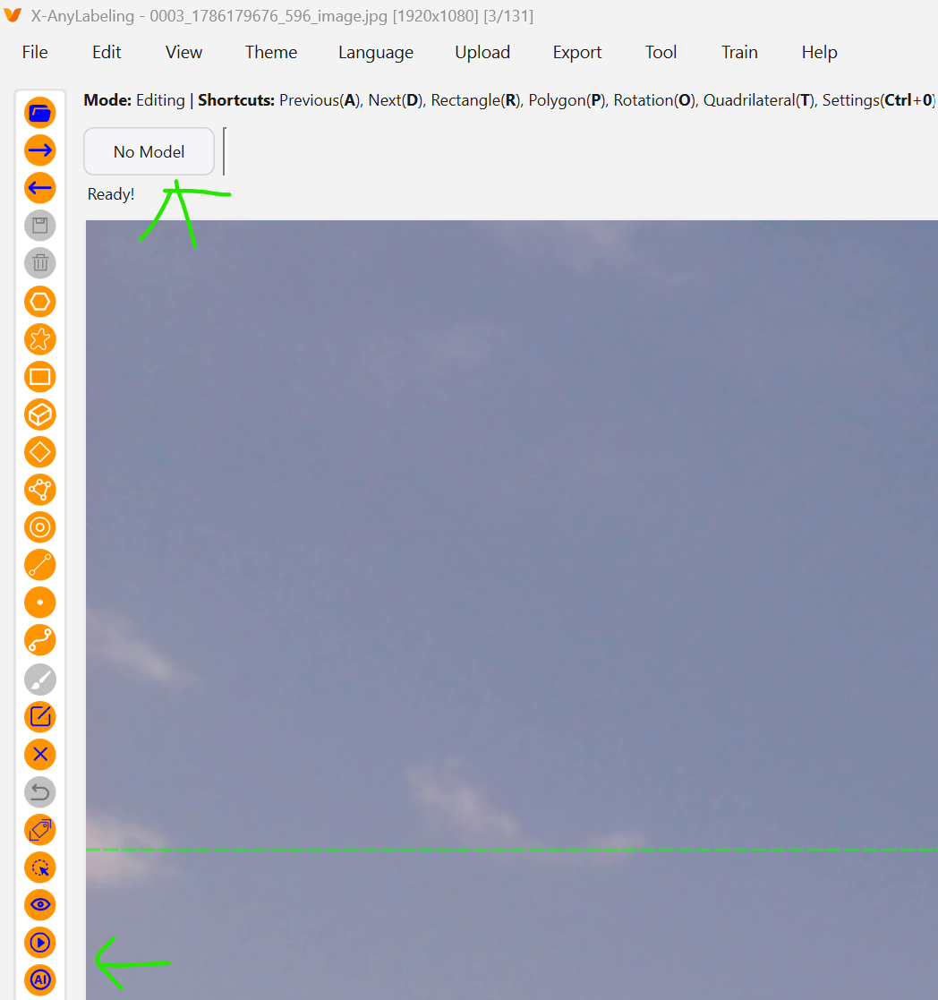 X-AnyLabeling - 0003_1786179676_596_image.jpg [1920x1080] [3/131]
File Edit View Theme Language Upload Export Tool Train Help
Mode: Editing | Shortcuts: Previous(A), Next(D), Rectangle(R), Polygon(P), Rotation(O), Quadrilateral(T), Settings(Ctrl+0)
No Model
Ready!
AI